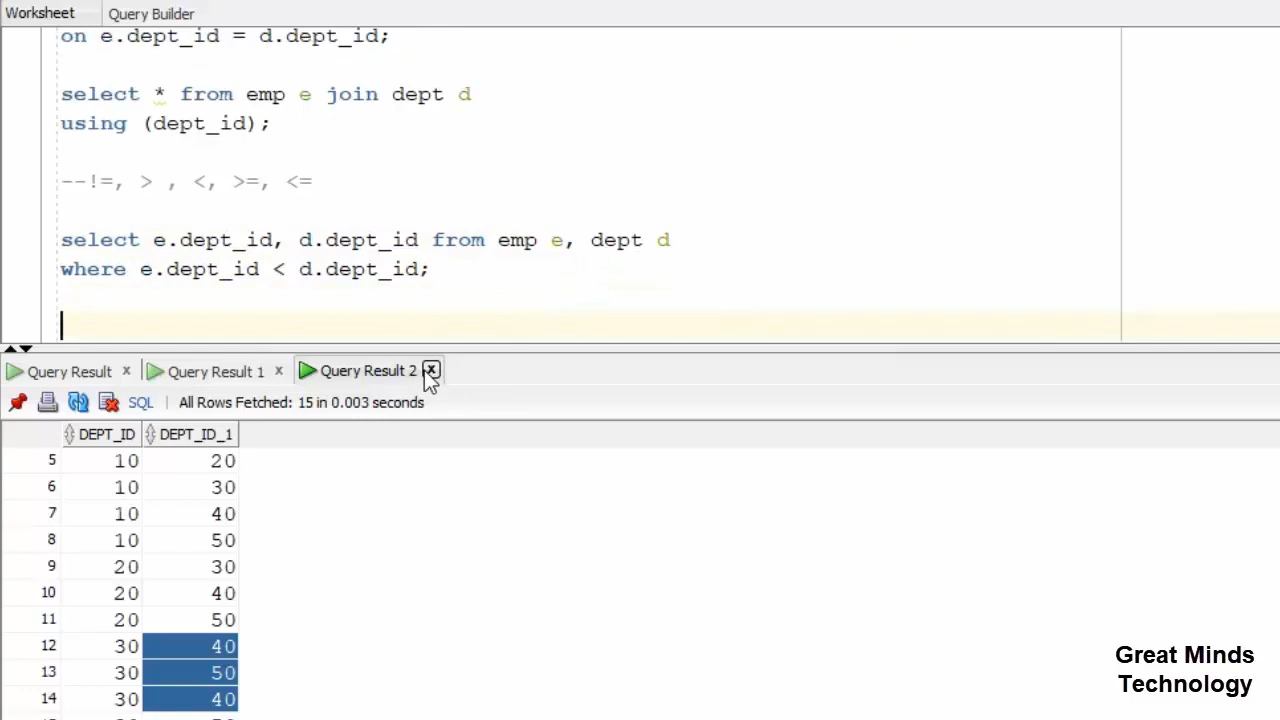 Worksheet Query Builder
on e.dept_id = d.dept_id;
select * from emp e join dept d
using (dept_id);
--!=, > , <, >=, <=
select e.dept_id, d.dept_id from emp e, dept d
where e.dept_id < d.dept_id;
Query Result x Query Result 1 x Query Result 2 x
SQL | All Rows Fetched: 15 in 0.003 seconds
DEPT_ID DEPT_ID_1
5 10 20
6 10 30
7 10 40
8 10 50
9 20 30
10 20 40
11 20 50
12 30 40
13 30 50
14 30 40
Great Minds
Technology